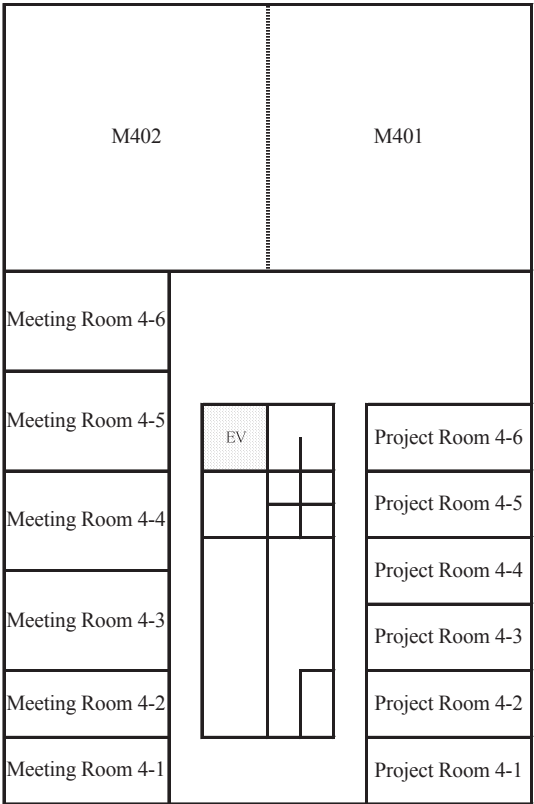 M402
M401
Meeting Room 4-6
Meeting Room 4-5
EV
Project Room 4-6
Project Room 4-5
Meeting Room 4-4
Project Room 4-4
Meeting Room 4-3
Project Room 4-3
Meeting Room 4-2
Project Room 4-2
Meeting Room 4-1
Project Room 4-1